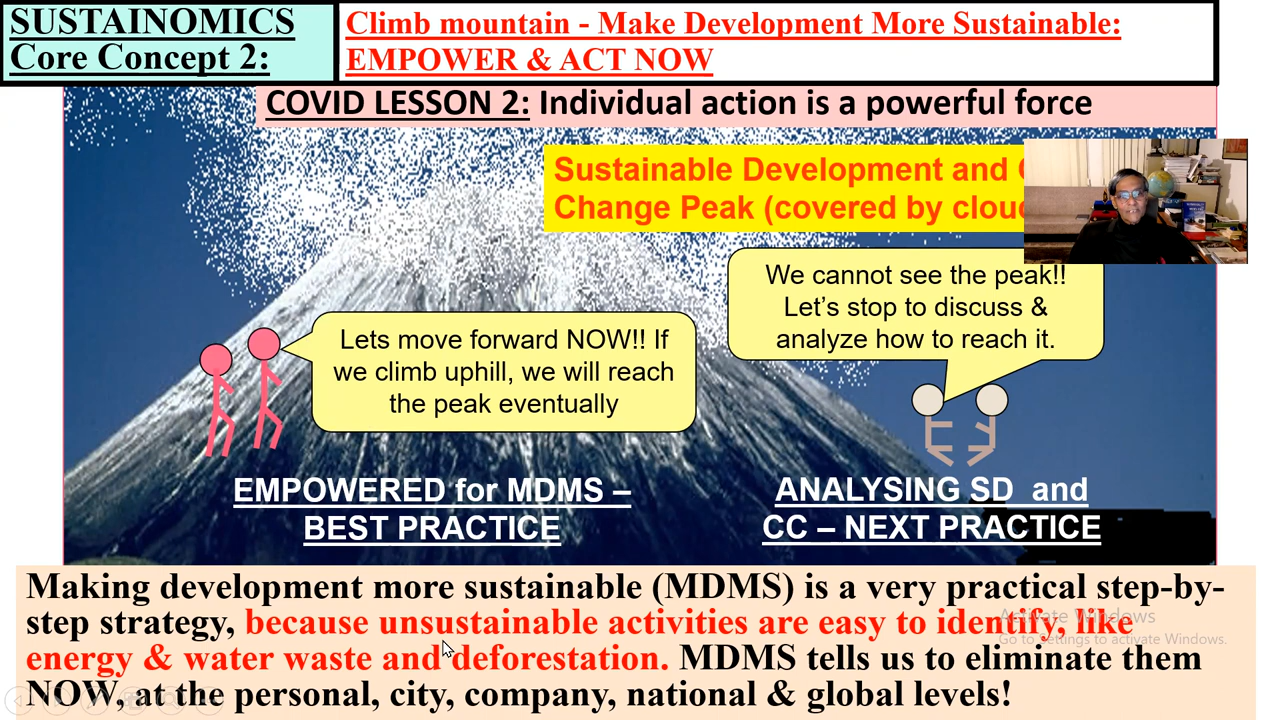 SUSTAINOMICS
Core Concept 2:
Climb mountain - Make Development More Sustainable:
EMPOWER & ACT NOW
COVID LESSON 2: Individual action is a powerful force
Sustainable Development and
Change Peak (covered by
We cannot see the peak!!
Let's stop to discuss &
analyze how to reach it.
Lets move forward NOW!! If
we climb uphill, we will reach
the peak eventually
EMPOWERED for MDMS –
BEST PRACTICE
ANALYSING SD and
CC – NEXT PRACTICE
Making development more sustainable (MDMS) is a very practical step-by-
step strategy, because unsustainable activities are easy to identify, like
energy & water waste and deforestation. MDMS tells us to eliminate them
NOW, at the personal, city, company, national & global levels!
Activate Windows
Go to Settings to activate Windows.